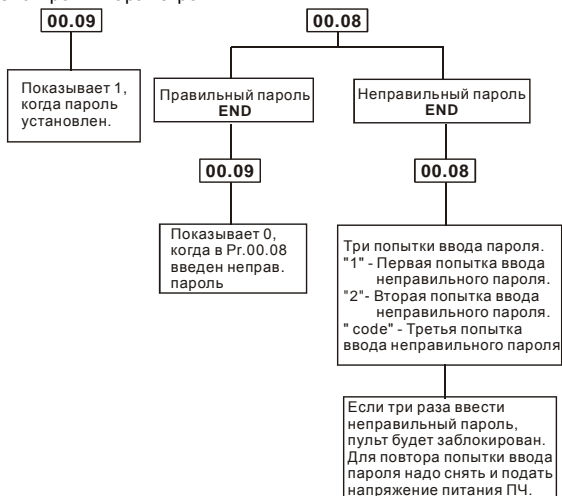 00.09
00.08
Показывает 1,
когда пароль
установлен.
Правильный пароль
END
Неправильный пароль
END
00.09
00.08
Показывает 0,
когда в Pr.00.08
введен неправ.
пароль
Три попытки ввода пароля.
"1" - Первая попытка ввода
неправильного пароля.
"2"- Вторая попытка ввода
неправильного пароля.
" code" - Третья попытка
ввода неправильного пароля
Если три раза ввести
неправильный пароль,
пульт будет заблокирован.
Для повтора попытки ввода
пароля надо снять и подать
напряжение питания ПЧ.